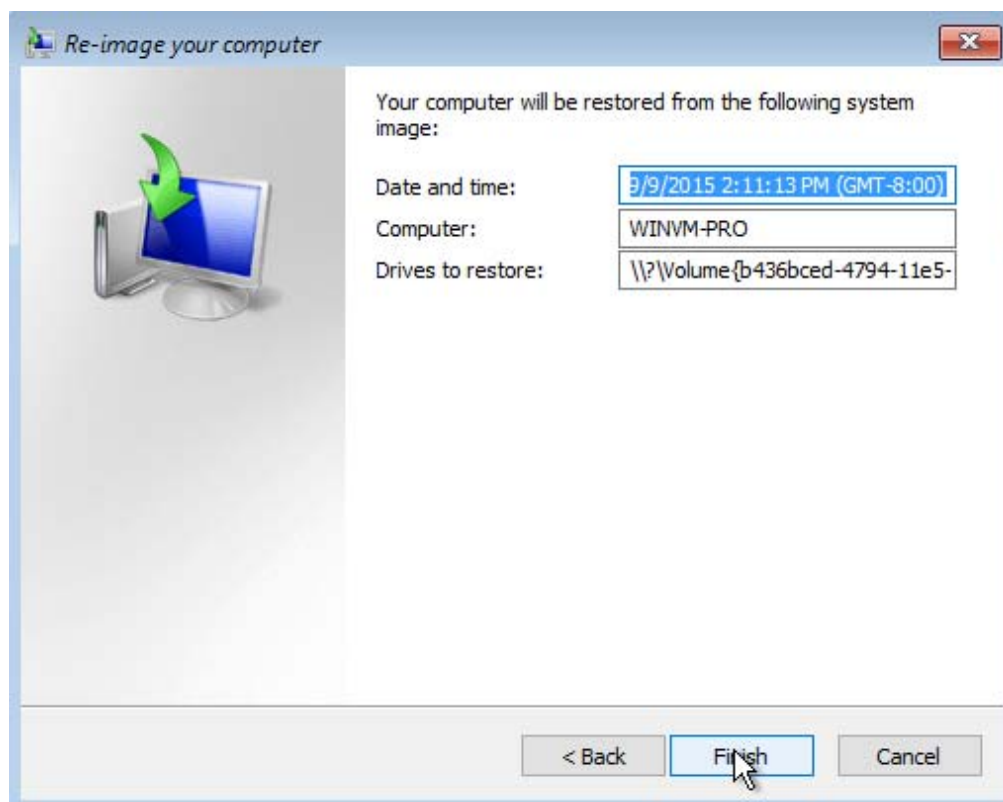 Re-image your computer
Your computer will be restored from the following system
image:
Date and time: 9/9/2015 2:11:13 PM (GMT-8:00)
Computer: WINVM-PRO
Drives to restore: \\?\Volume{b436bced-4794-11e5-
< Back Finish Cancel